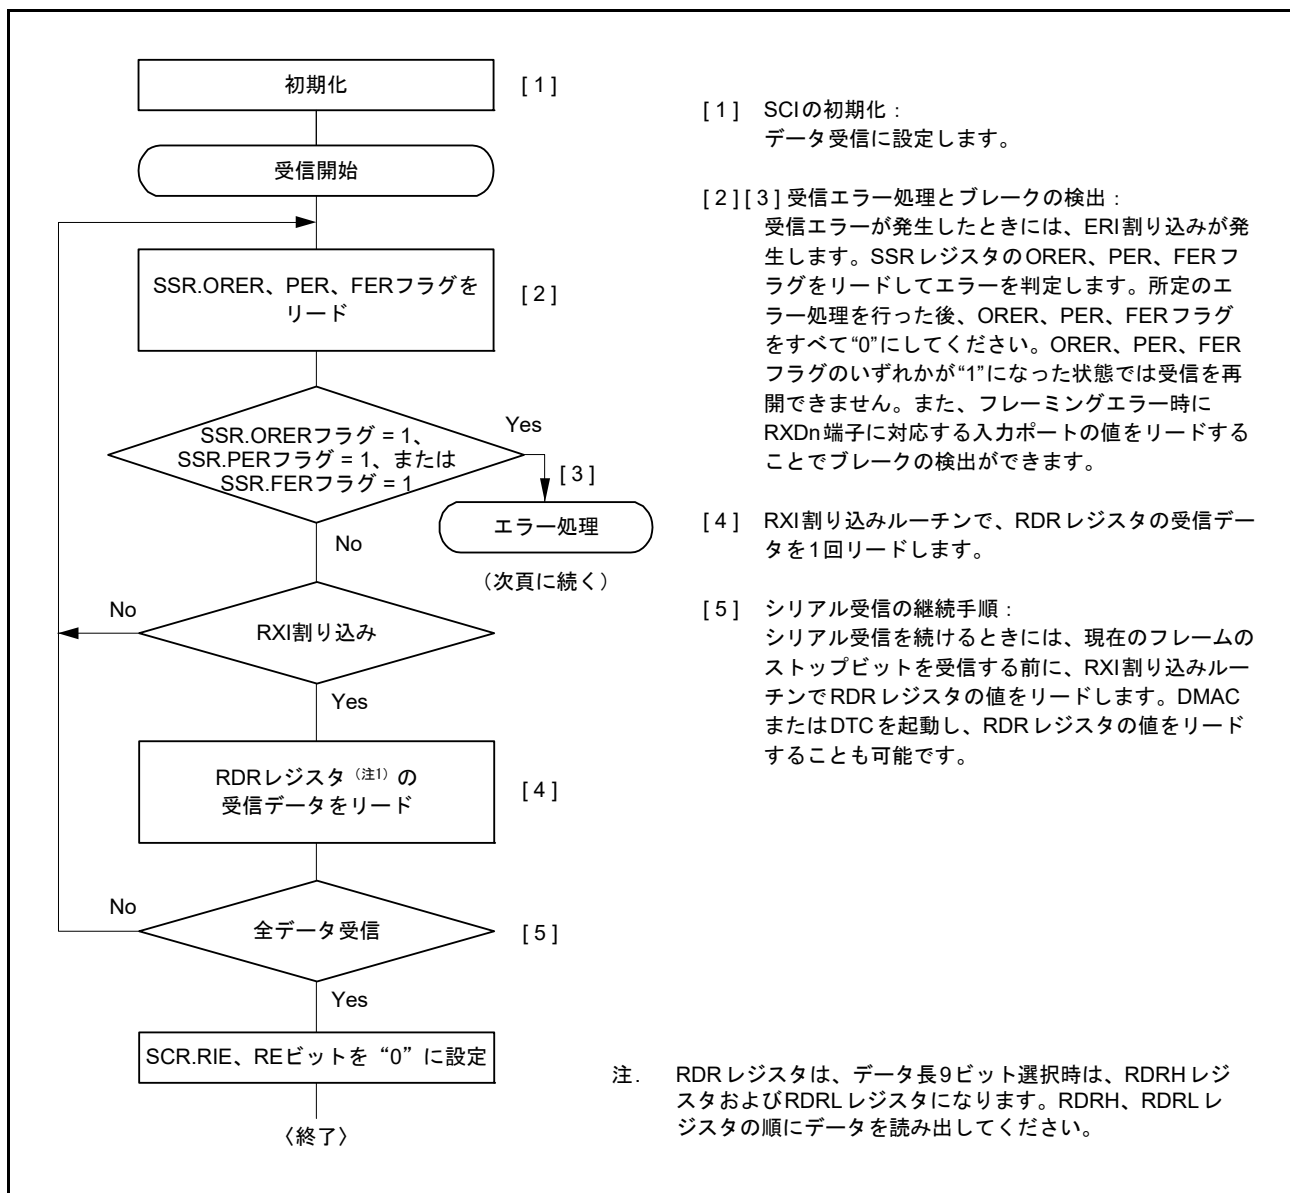 初期化
[ 1 ]
受信開始
SSR.ORER、PER、FERフラグを
リード
[ 2 ]
SSR.ORERフラグ = 1、
SSR.PERフラグ = 1、または
SSR.FERフラグ = 1
Yes
[ 3 ]
エラー処理
（次頁に続く）
No
RXI割り込み
No
Yes
RDRレジスタ（注1）の
受信データをリード
[ 4 ]
全データ受信
No
[ 5 ]
Yes
SCR.RIE、REビットを “0” に設定
〈終了〉
[ 1 ] SCIの初期化：
データ受信に設定します。
[ 2 ] [ 3 ] 受信エラー処理とブレークの検出：
受信エラーが発生したときには、ERI割り込みが発
生します。SSRレジスタのORER、PER、FERフ
ラグをリードしてエラーを判定します。所定のエ
ラー処理を行った後、ORER、PER、FERフラグ
をすべて“0”にしてください。ORER、PER、FER
フラグのいずれかが“1”になった状態では受信を再
開できません。また、フレーミングエラー時に
RXDn端子に対応する入力ポートの値をリードする
ことでブレークの検出ができます。
[ 4 ] RXI割り込みルーチンで、RDRレジスタの受信デー
タを1回リードします。
[ 5 ] シリアル受信の継続手順：
シリアル受信を続けるときには、現在のフレームの
ストップビットを受信する前に、RXI割り込みルー
チンでRDRレジスタの値をリードします。DMAC
またはDTCを起動し、RDRレジスタの値をリード
することも可能です。
注. RDRレジスタは、データ長9ビット選択時は、RDRHレジ
スタおよびRDRLレジスタになります。RDRH、RDRLレ
ジスタの順にデータを読み出してください。